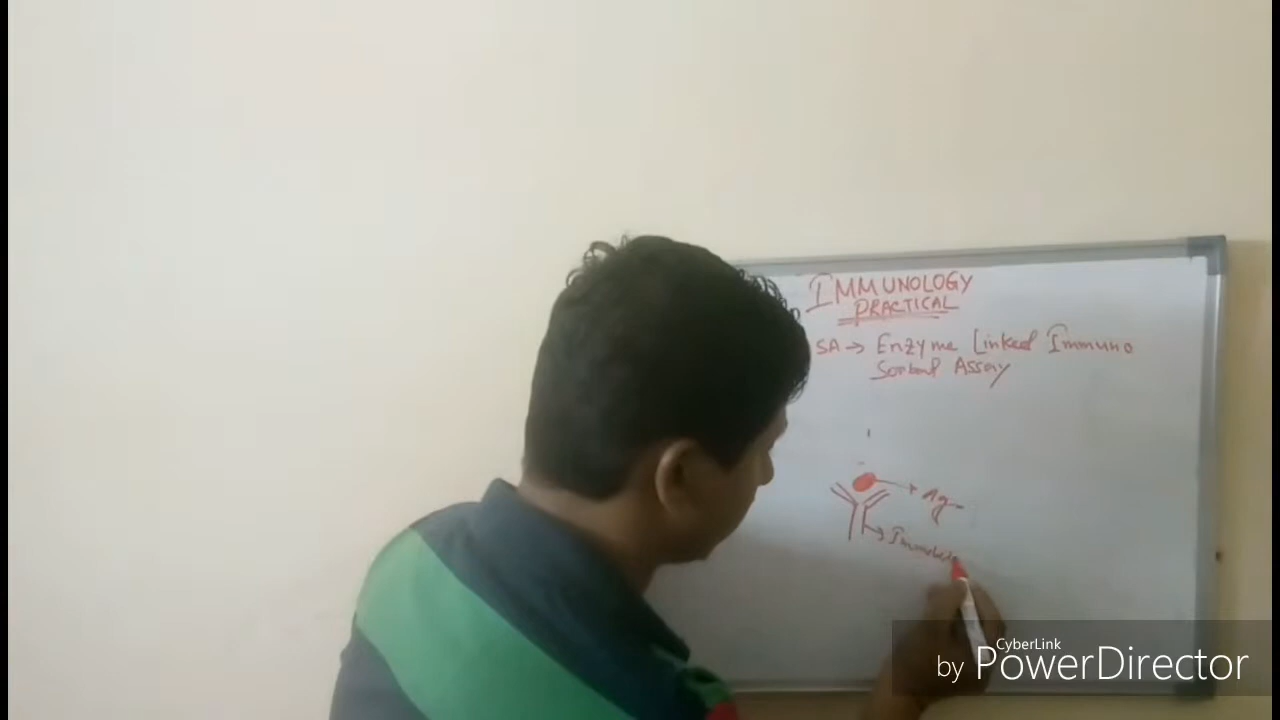 IMMUNOLOGY
PRACTICAL
SA → Enzyme Linked Immuno
Sorbent Assay
Ag
CyberLink
by PowerDirector